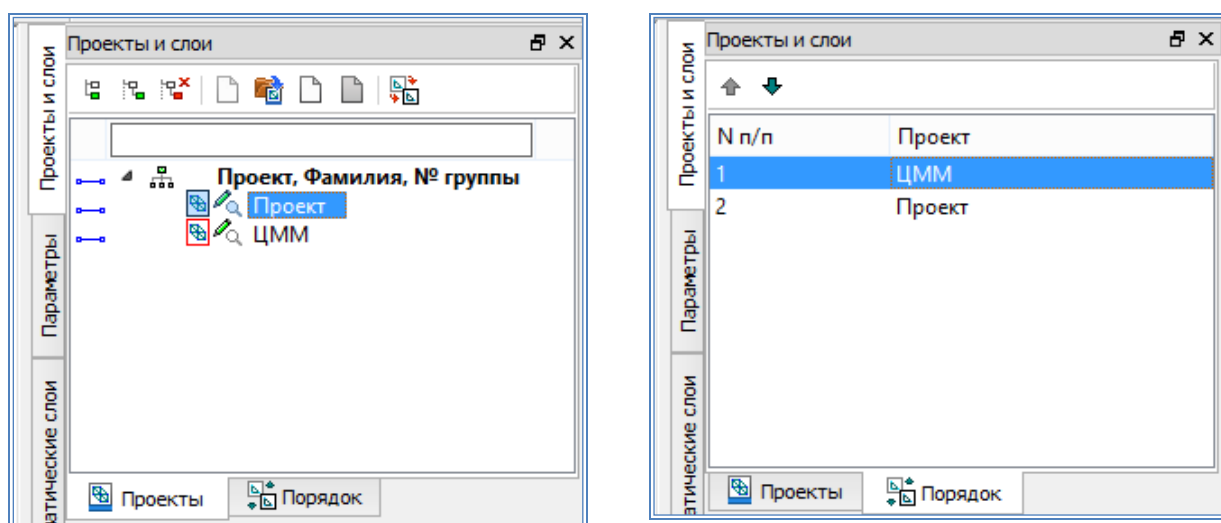 Проекты и слои
Проекты и слои
Параметры
атические слои
Проект, Фамилия, № группы
Проект
ЦММ
Проекты
Порядок
Проекты и слои
Проекты и слои
Параметры
атические слои
N п/п Проект
1 ЦММ
2 Проект
Проекты
Порядок